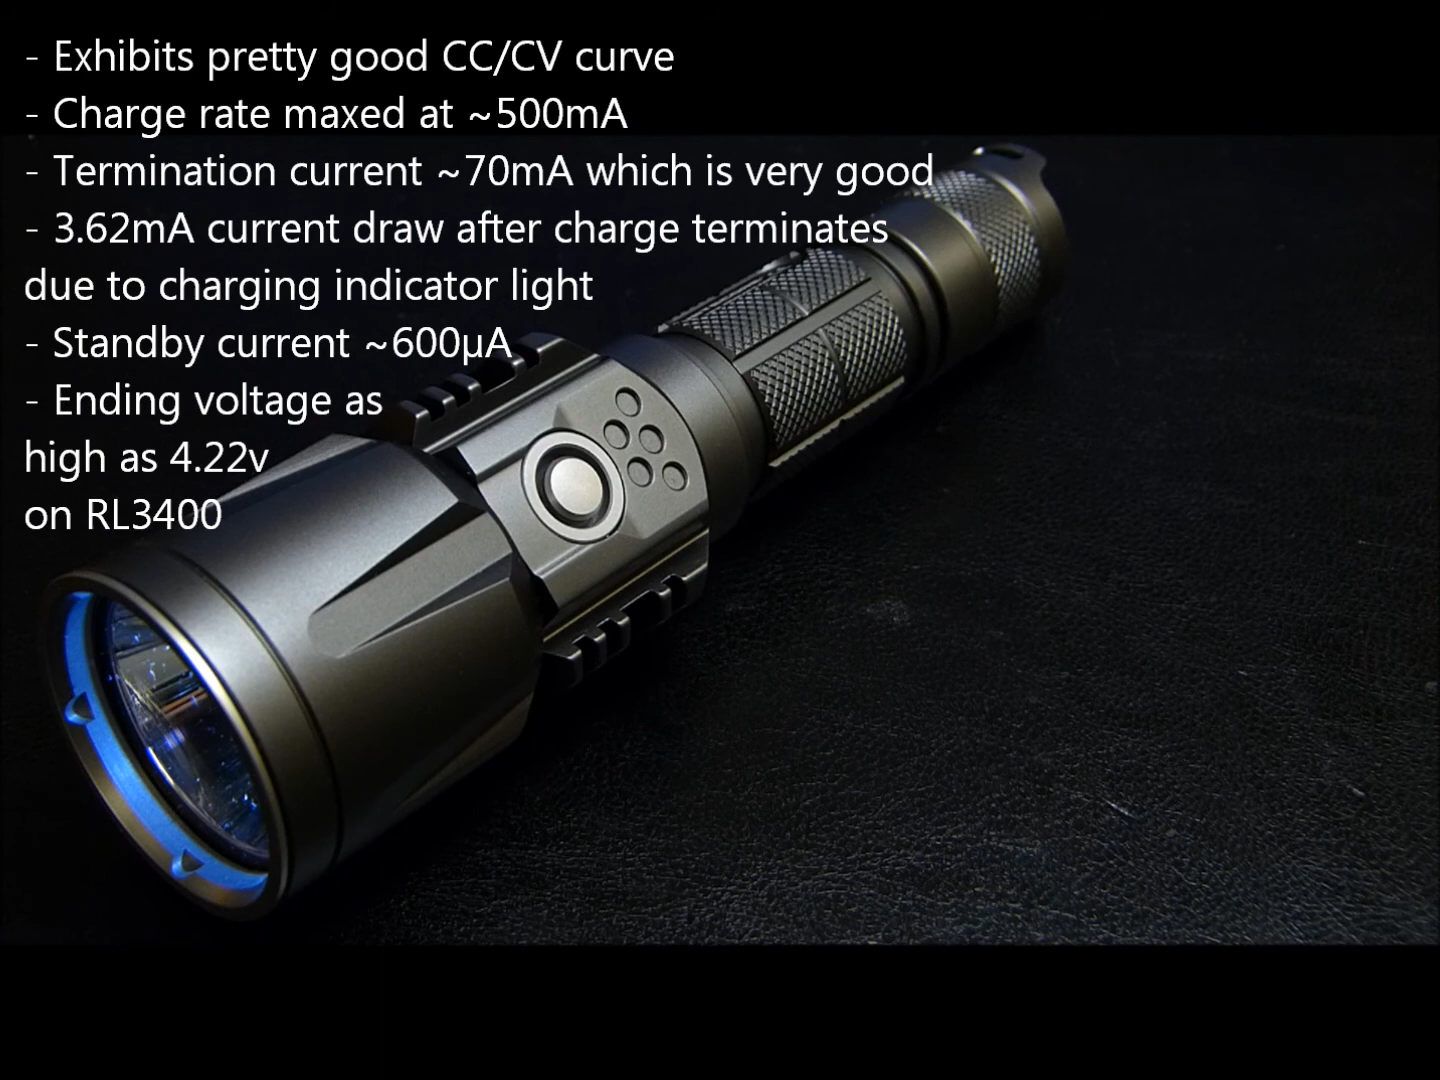 - Exhibits pretty good CC/CV curve
- Charge rate maxed at ~500mA
- Termination current ~70mA which is very good
- 3.62mA current draw after charge terminates
due to charging indicator light
- Standby current ~600µA
- Ending voltage as
high as 4.22v
on RL3400